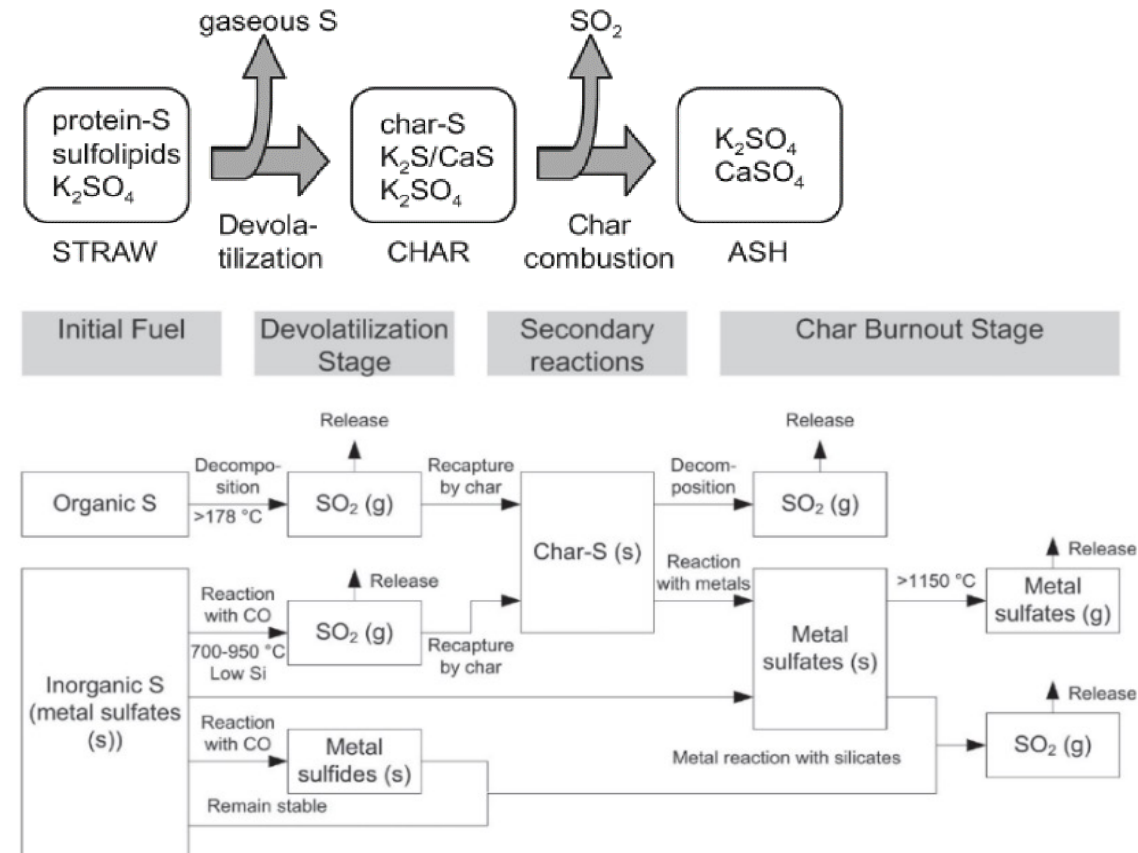 gaseous S
SO₂
protein-S
sulfolipids
K₂SO₄
char-S
K₂S/CaS
K₂SO₄
K₂SO₄
CaSO₄
STRAW
Devola-
tilization
CHAR
Char
combustion
ASH
Initial Fuel
Devolatilization
Stage
Secondary
reactions
Char Burnout Stage
Organic S
Decompo-
sition
>178 °C
Release
SO₂ (g)
Recapture
by char
Char-S (s)
Decom-
position
Release
SO₂ (g)
Inorganic S
(metal sulfates
(s))
Reaction
with CO
700-950 °C
Low Si
Release
SO₂ (g)
Recapture
by char
Reaction
with metals
Metal
sulfates (s)
>1150 °C
Release
Metal
sulfates (g)
Reaction
with CO
Metal
sulfides (s)
Remain stable
Metal reaction with silicates
Release
SO₂ (g)